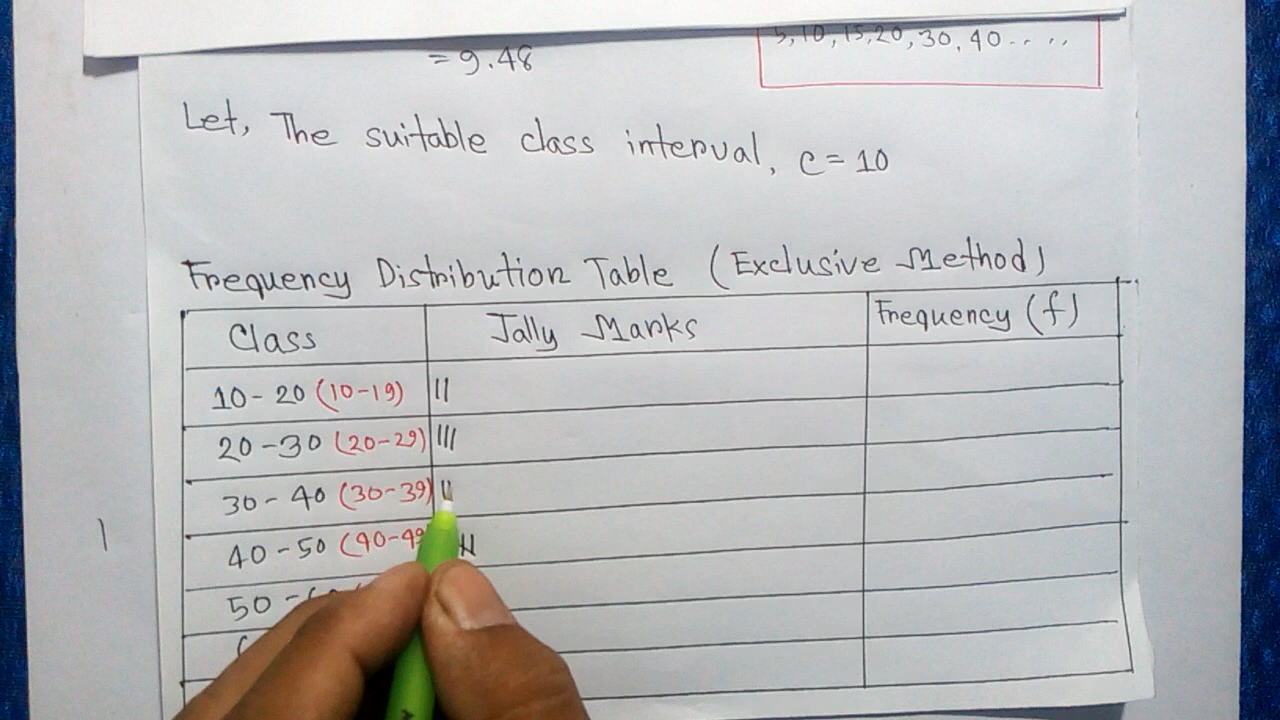 = 9.48
5, 10, 15, 20, 30, 40.. ..
Let, The suitable class interval, c = 10
Frequency Distribution Table (Exclusive Method)
Class Tally Marks Frequency (f)
10 - 20 (10-19) ||
20 - 30 (20-29) |||
30 - 40 (30-39) ||
40 - 50 (40-49
50 -